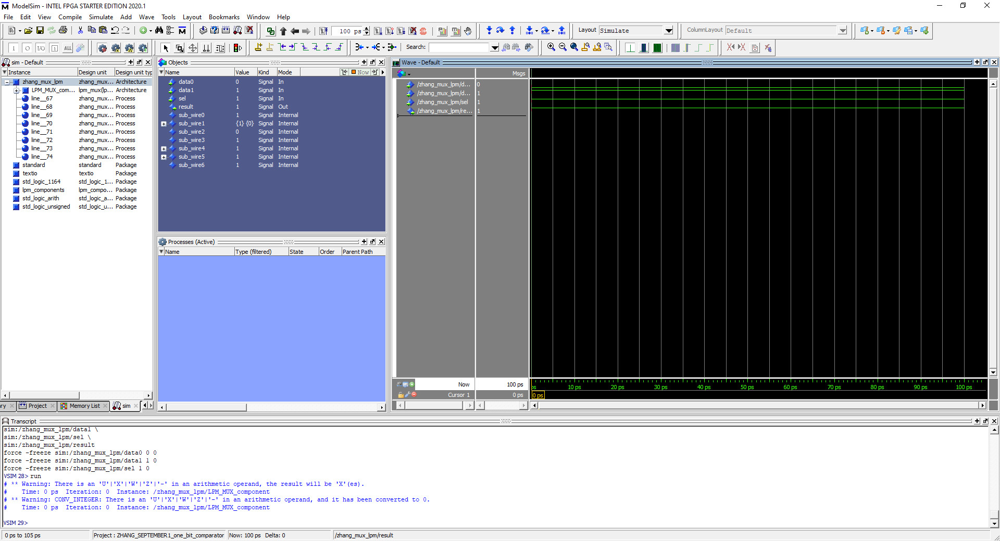 ModelSim - INTEL FPGA STARTER EDITION 2020.1
File Edit View Compile Simulate Add Wave Tools Layout Bookmarks Window Help
100 ps
Layout Simulate
ColumnLayout Default
Search:
sim - Default
Instance Design unit Design unit typ
zhang_mux_lpm zhang_mux... Architecture
LPM_MUX_com... lpm_mux(lp... Architecture
line__67 zhang_mux... Process
line__68 zhang_mux... Process
line__69 zhang_mux... Process
line__70 zhang_mux... Process
line__71 zhang_mux... Process
line__72 zhang_mux... Process
line__73 zhang_mux... Process
line__74 zhang_mux... Process
standard standard Package
textio textio Package
std_logic_1164 std_logic_1... Package
lpm_components lpm_compo... Package
std_logic_arith std_logic_a... Package
std_logic_unsigned std_logic_u... Package
ry Project Memory List sim
Objects
Name Value Kind Mode Now
data0 0 Signal In
data1 1 Signal In
sel 1 Signal In
result 1 Signal Out
sub_wire0 1 Signal Internal
sub_wire1 {1} {0} Signal Internal
sub_wire2 0 Signal Internal
sub_wire3 1 Signal Internal
sub_wire4 1 Signal Internal
sub_wire5 1 Signal Internal
sub_wire6 1 Signal Internal
Processes (Active)
Name Type (filtered) State Order Parent Path
Wave - Default
Msgs
/zhang_mux_lpm/d... 0
/zhang_mux_lpm/d... 1
/zhang_mux_lpm/sel 1
/zhang_mux_lpm/re... 1
Now 100 ps
ps 10 ps 20 ps 30 ps 40 ps 50 ps 60 ps 70 ps 80 ps 90 ps 100 ps
Cursor 1 0 ps
0 ps
Transcript
sim:/zhang_mux_lpm/data1 \
sim:/zhang_mux_lpm/sel \
sim:/zhang_mux_lpm/result
force -freeze sim:/zhang_mux_lpm/data0 0 0
force -freeze sim:/zhang_mux_lpm/data1 1 0
force -freeze sim:/zhang_mux_lpm/sel 1 0
VSIM 28> run
# ** Warning: There is an 'U'|'X'|'W'|'Z'|'-' in an arithmetic operand, the result will be 'X'(es).
# Time: 0 ps Iteration: 0 Instance: /zhang_mux_lpm/LPM_MUX_component
# ** Warning: CONV_INTEGER: There is an 'U'|'X'|'W'|'Z'|'-' in an arithmetic operand, and it has been converted to 0.
# Time: 0 ps Iteration: 0 Instance: /zhang_mux_lpm/LPM_MUX_component
VSIM 29>
0 ps to 105 ps Project : ZHANG_SEPTEMBER1_one_bit_comparator Now: 100 ps Delta: 0 /zhang_mux_lpm/result